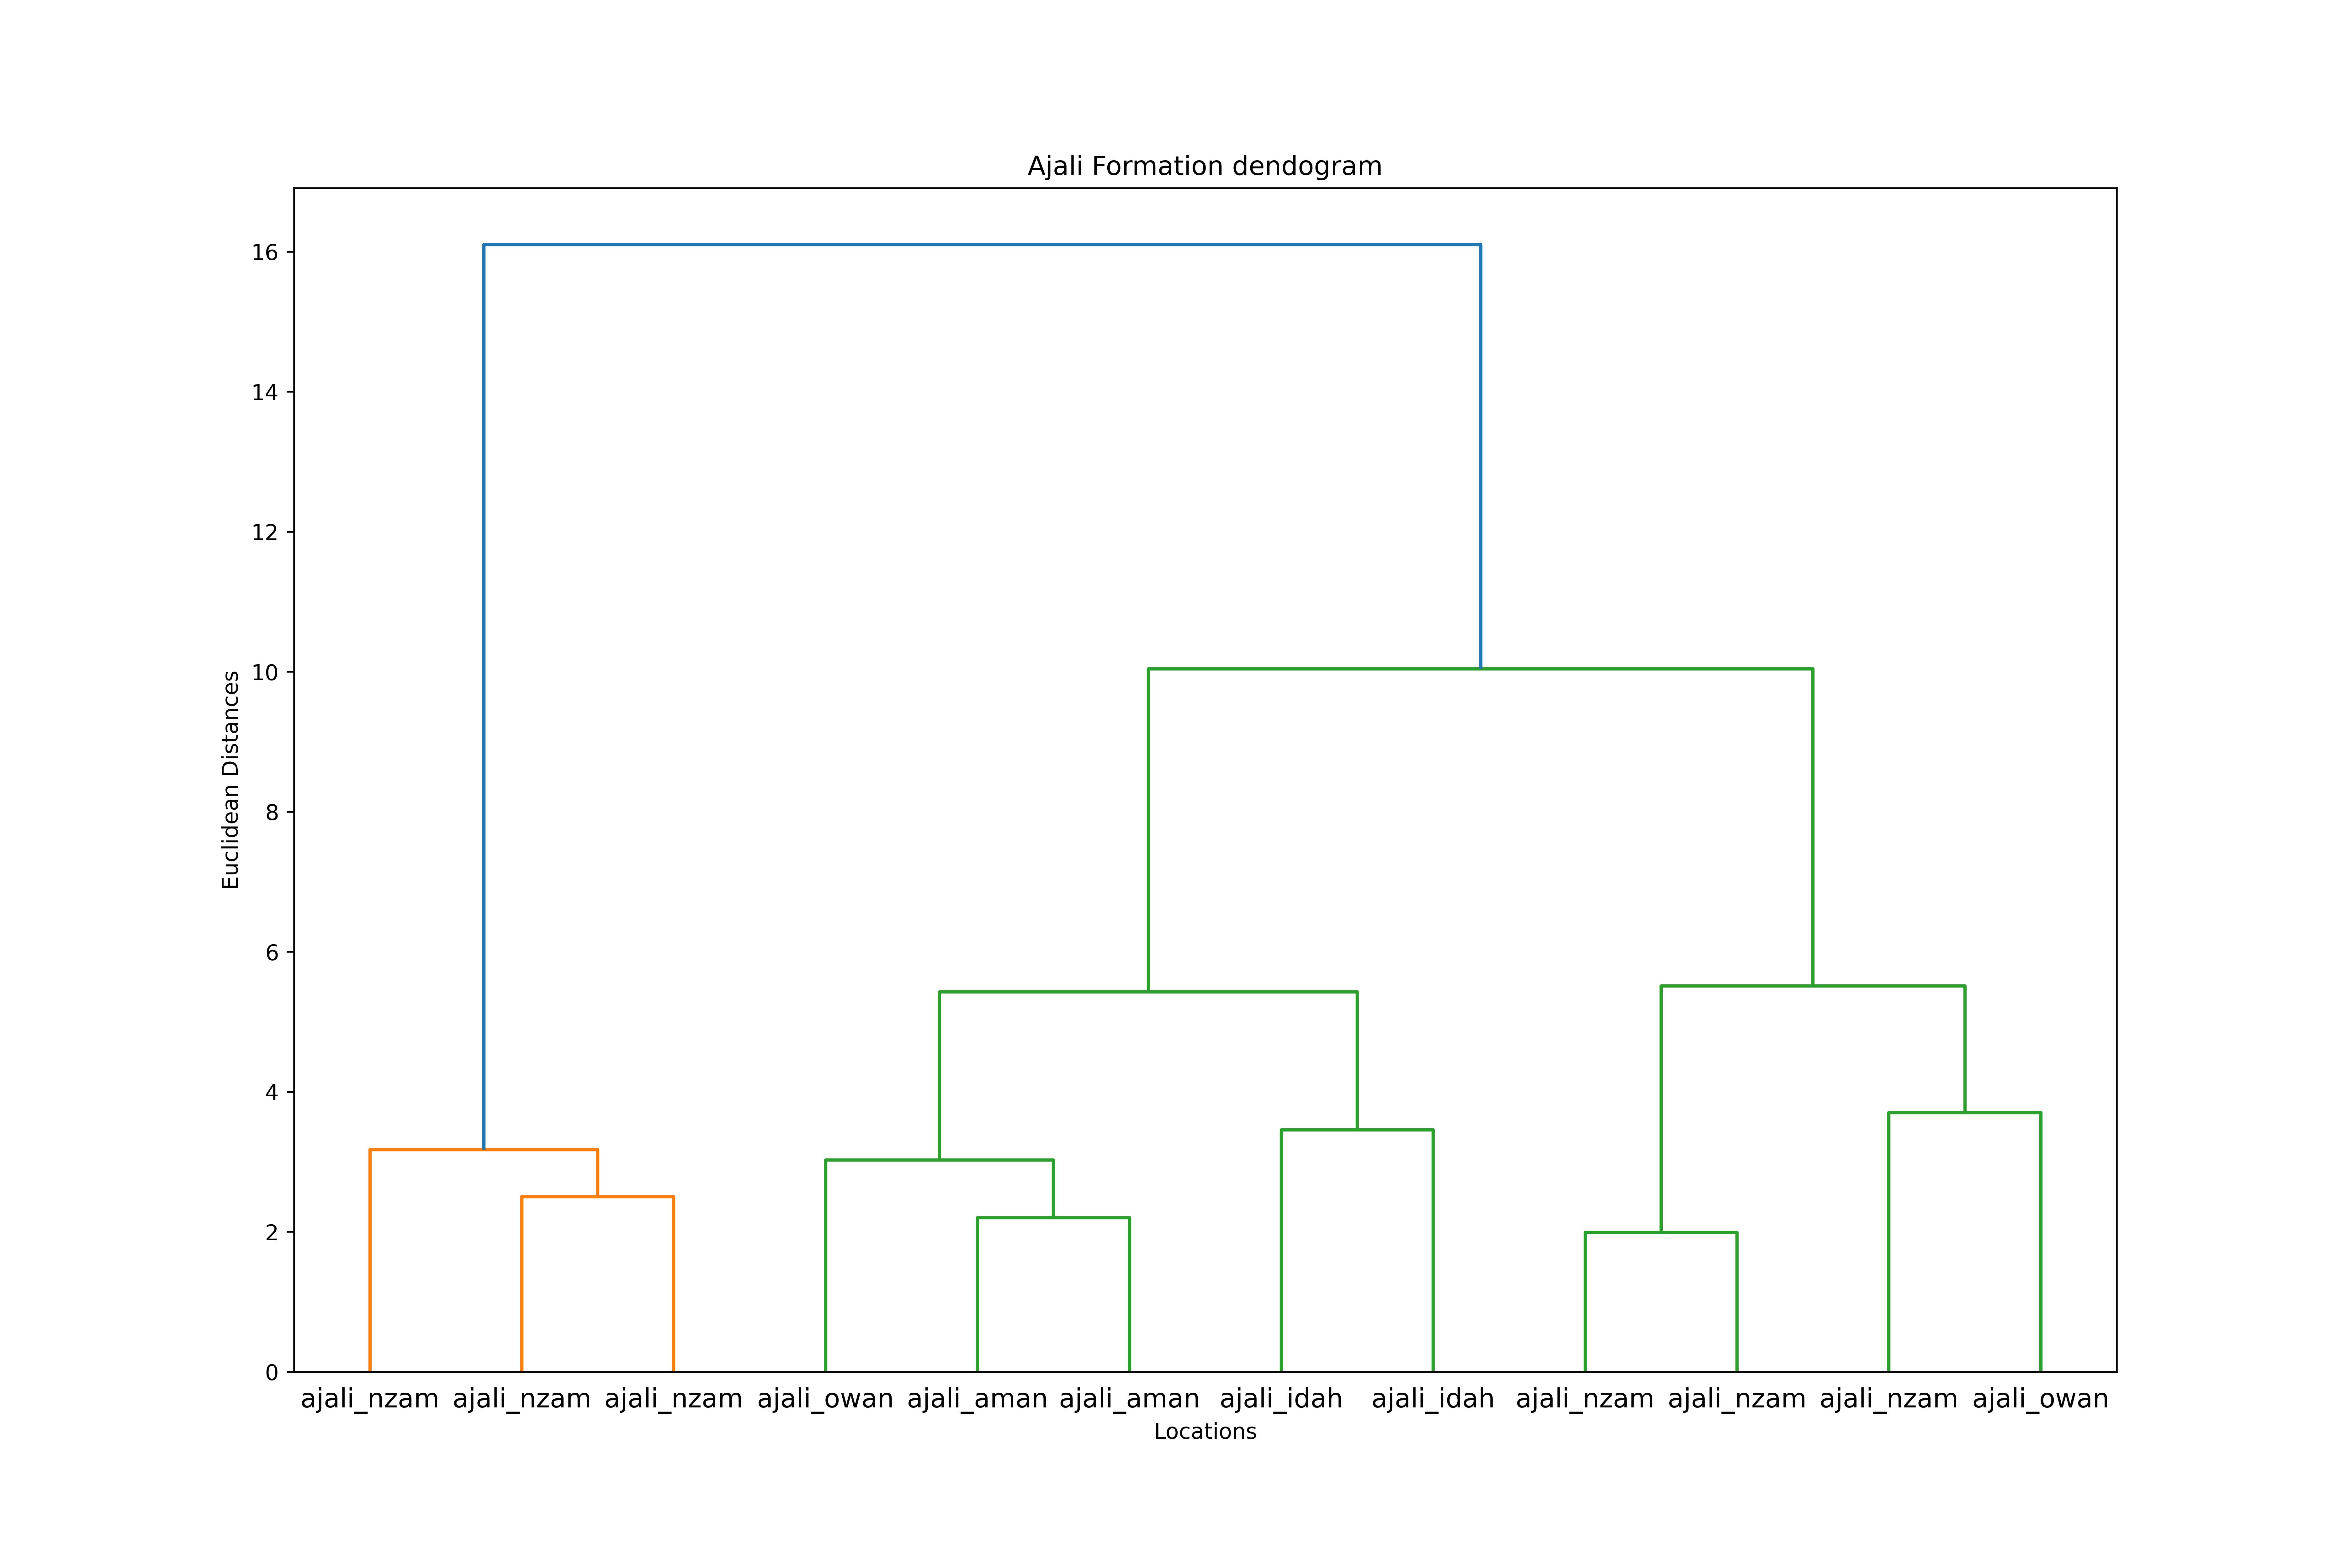 Ajali Formation dendogram
16
14
12
10
8
6
4
2
0
Euclidean Distances
ajali_nzam ajali_nzam ajali_nzam ajali_owan ajali_aman ajali_aman ajali_idah ajali_idah ajali_nzam ajali_nzam ajali_nzam ajali_owan
Locations